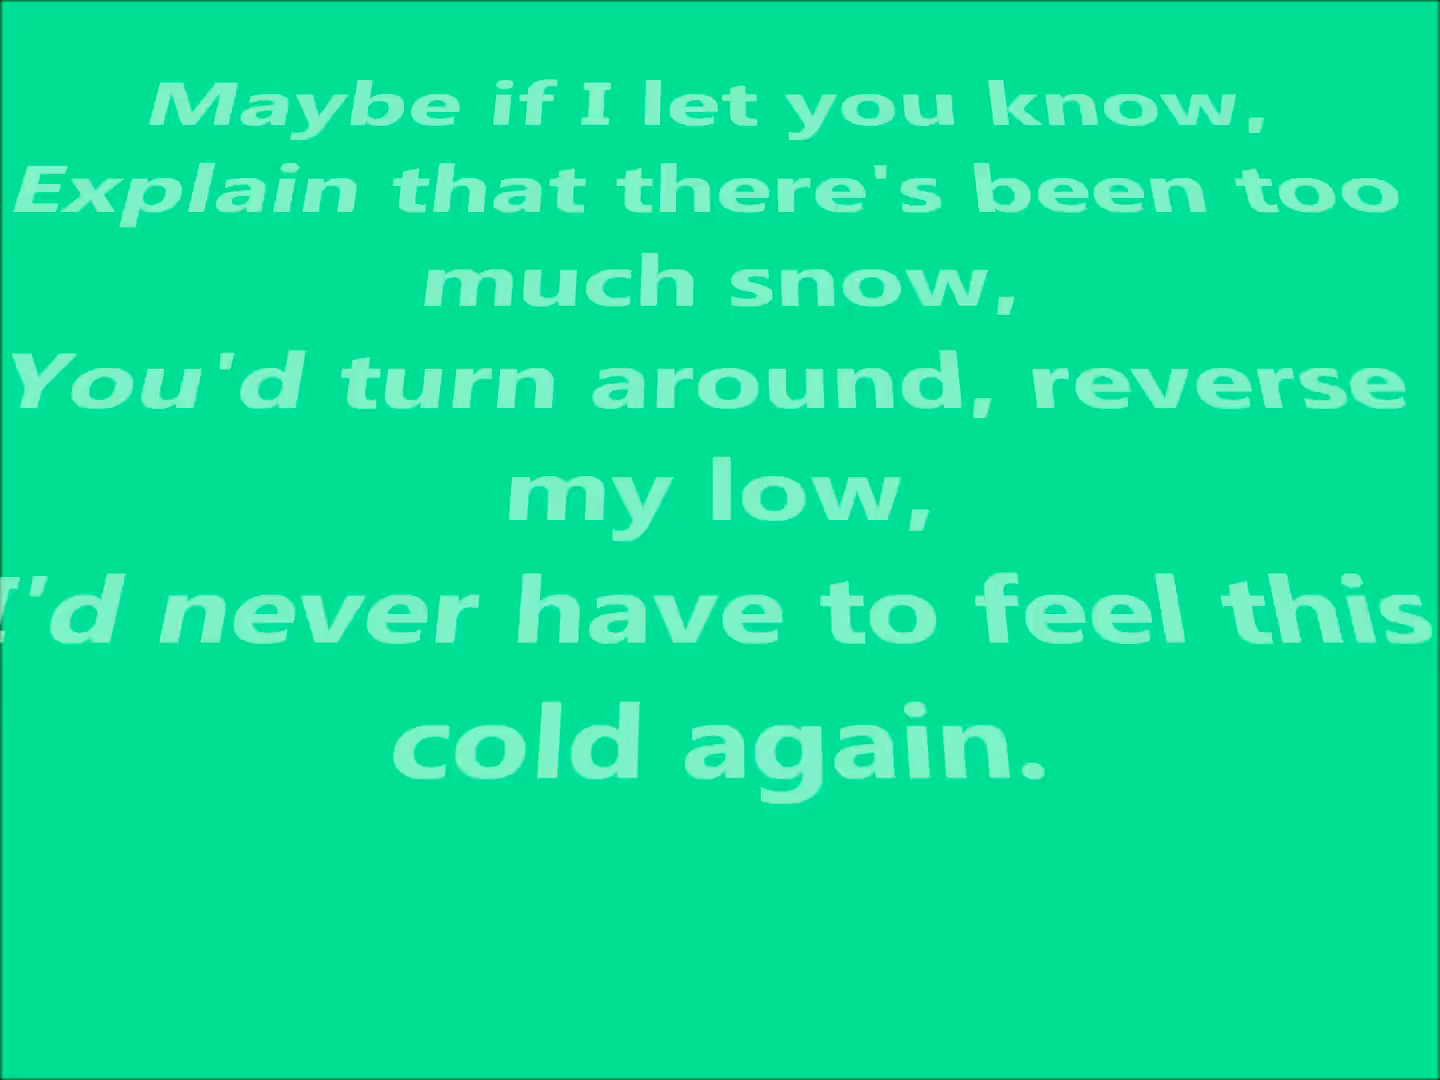 Maybe if I let you know,
Explain that there's been too
much snow,
You'd turn around, reverse
my low,
I'd never have to feel this
cold again.